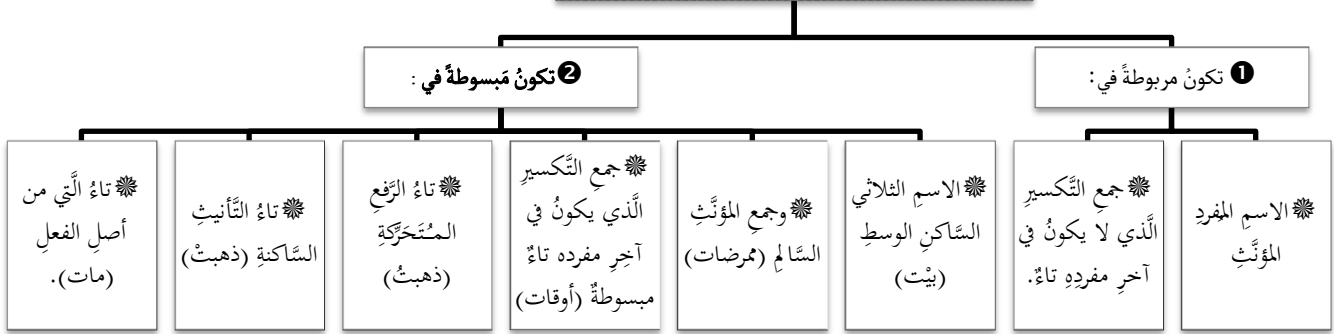 ❶ تكونُ مربوطةً في:
❷ تكونُ مَبسوطةً في :
❋ الاسمِ المفردِ
المؤنَّثِ
❋ جمعِ التَّكسيرِ
الَّذي لا يكونُ في
آخرِ مفردِهِ تاءٌ.
❋ الاسمِ الثلاثي
السَّاكنِ الوسطِ
(بيْت)
❋ وجمعِ المؤنَّثِ
السَّالمِ (ممرضات)
❋ جمعِ التَّكسيرِ
الَّذي يكونُ في
آخِرِ مفرده تاءٌ
مبسوطةٌ (أوقات)
❋ تاءُ الرَّفعِ
المـُتَحَرِّكةِ
(ذهبتُ)
❋ تاءُ التَّأنيثِ
السَّاكنةِ (ذهبتْ)
❋ تاءُ الَّتي من
أصلِ الفعلِ
(مات).